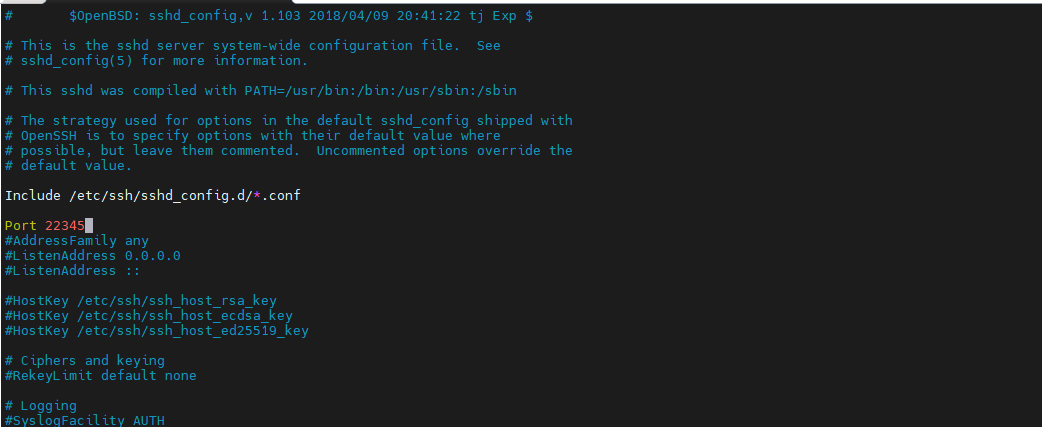 #       $OpenBSD: sshd_config,v 1.103 2018/04/09 20:41:22 tj Exp $
# This is the sshd server system-wide configuration file.  See
# sshd_config(5) for more information.
# This sshd was compiled with PATH=/usr/bin:/bin:/usr/sbin:/sbin
# The strategy used for options in the default sshd_config shipped with
# OpenSSH is to specify options with their default value where
# possible, but leave them commented.  Uncommented options override the
# default value.
Include /etc/ssh/sshd_config.d/*.conf
Port 22345
#AddressFamily any
#ListenAddress 0.0.0.0
#ListenAddress ::
#HostKey /etc/ssh/ssh_host_rsa_key
#HostKey /etc/ssh/ssh_host_ecdsa_key
#HostKey /etc/ssh/ssh_host_ed25519_key
# Ciphers and keying
#RekeyLimit default none
# Logging
#SyslogFacility AUTH